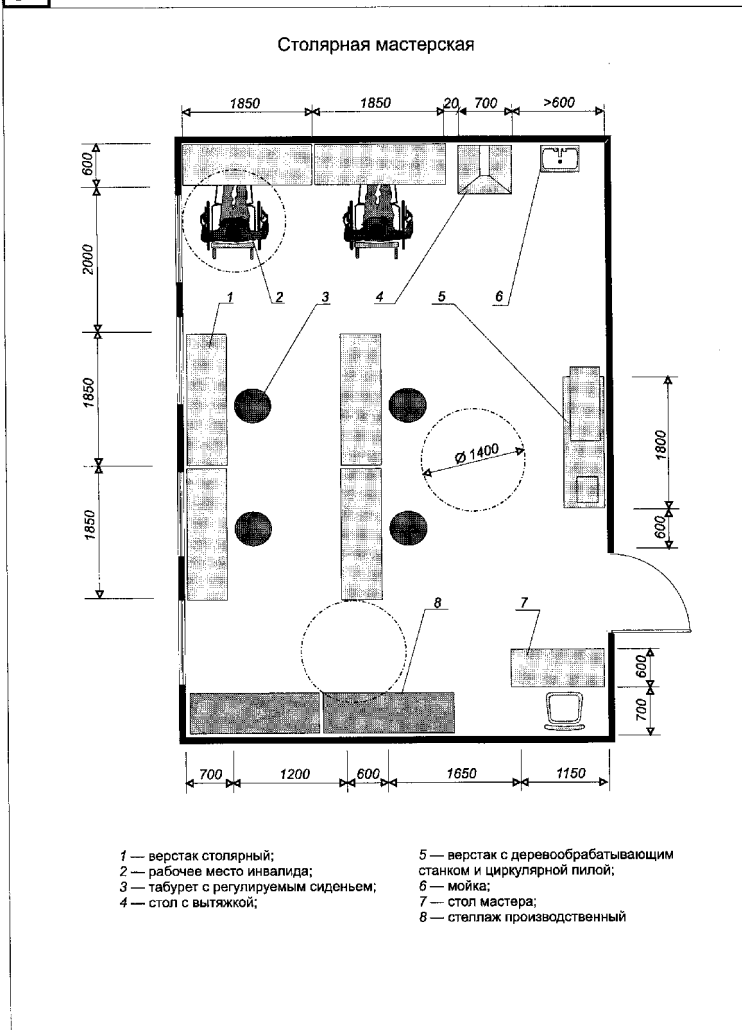 Столярная мастерская
1850 1850 20 700 >600
600
2000
1 2 3 4 5 6
1850
1800
Ø 1400
1850
600
8 7
600
700
700 1200 600 1650 1150
1 — верстак столярный;
2 — рабочее место инвалида;
3 — табурет с регулируемым сиденьем;
4 — стол с вытяжкой;
5 — верстак с деревообрабатывающим
станком и циркулярной пилой;
6 — мойка;
7 — стол мастера;
8 — стеллаж производственный